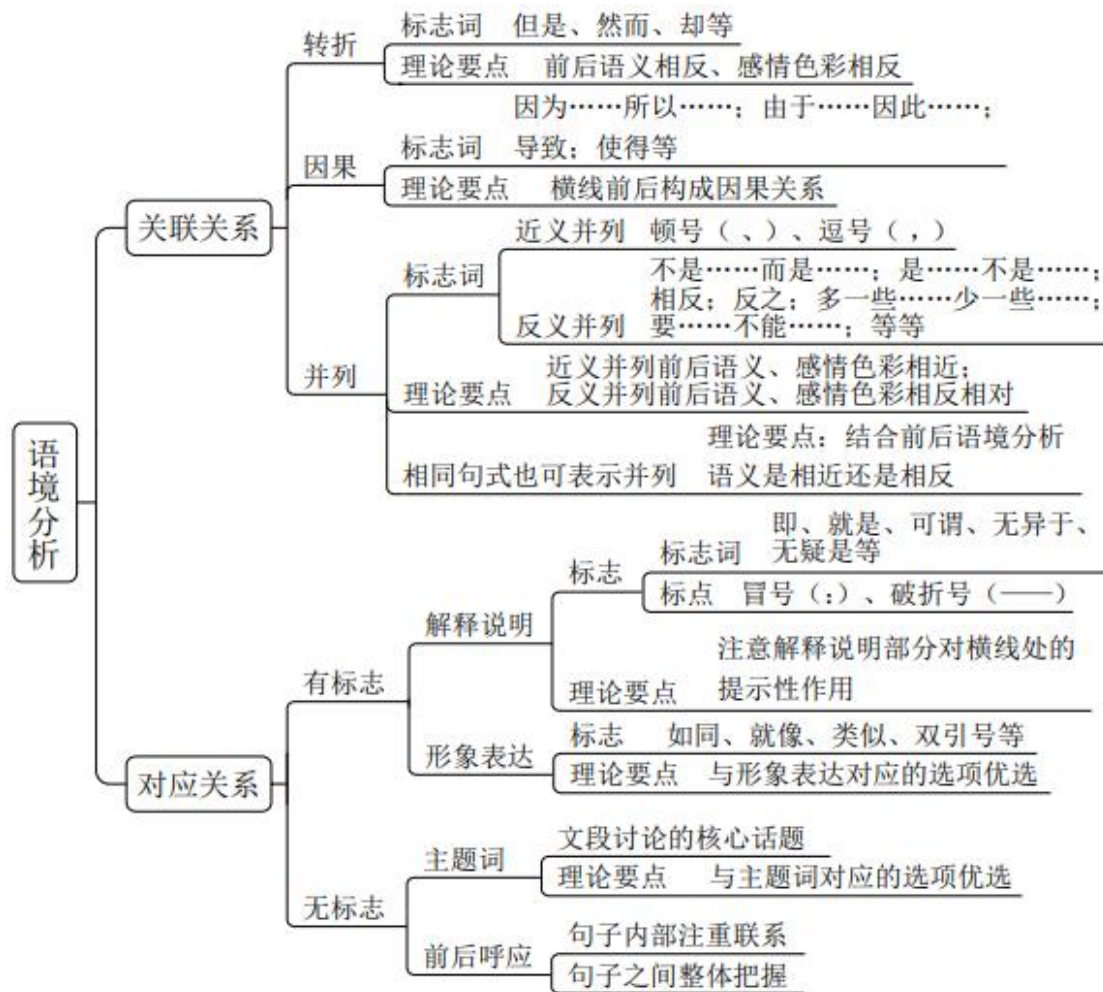 语境分析
关联关系
转折
标志词 但是、然而、却等
理论要点 前后语义相反、感情色彩相反
因果
因为……所以……；由于……因此……；
标志词 导致；使得等
理论要点 横线前后构成因果关系
并列
标志词
近义并列 顿号（、）、逗号（，）
不是……而是……；是……不是……；
相反；反之；多一些……少一些……；
反义并列 要……不能……；等等
近义并列前后语义、感情色彩相近；
理论要点 反义并列前后语义、感情色彩相反相对
理论要点：结合前后语境分析
相同句式也可表示并列 语义是相近还是相反
对应关系
有标志
解释说明
标志
即、就是、可谓、无异于、
标志词 无疑是等
标点 冒号（：）、破折号（——）
注意解释说明部分对横线处的
理论要点 提示性作用
形象表达
标志 如同、就像、类似、双引号等
理论要点 与形象表达对应的选项优选
无标志
主题词
文段讨论的核心话题
理论要点 与主题词对应的选项优选
前后呼应
句子内部注重联系
句子之间整体把握